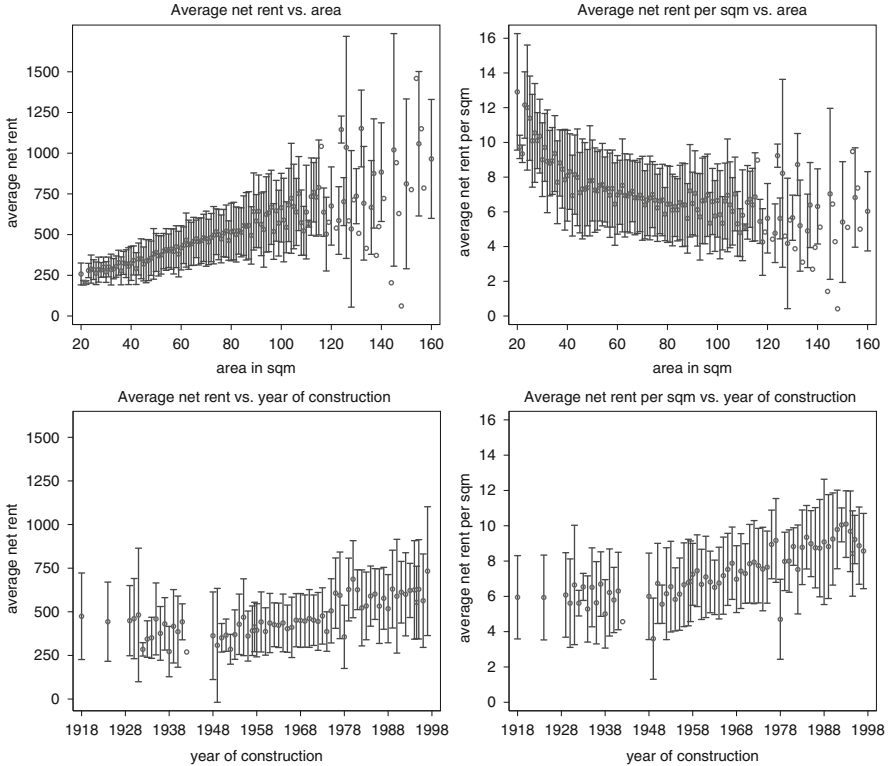 Average net rent vs. area
average net rent
1500
1250
1000
750
500
250
0
20 40 60 80 100 120 140 160
area in sqm
Average net rent per sqm vs. area
average net rent per sqm
16
14
12
10
8
6
4
2
0
20 40 60 80 100 120 140 160
area in sqm
Average net rent vs. year of construction
average net rent
1500
1250
1000
750
500
250
0
1918 1928 1938 1948 1958 1968 1978 1988 1998
year of construction
Average net rent per sqm vs. year of construction
average net rent per sqm
16
14
12
10
8
6
4
2
0
1918 1928 1938 1948 1958 1968 1978 1988 1998
year of construction